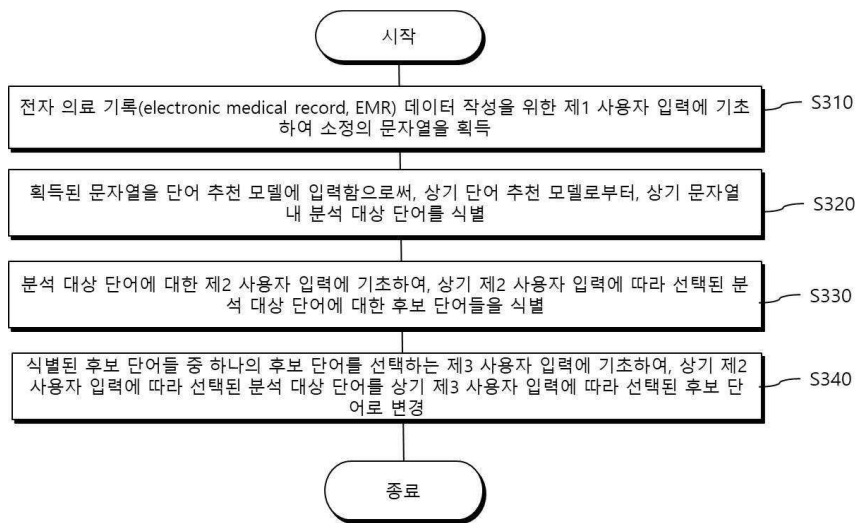 시작
전자 의료 기록(electronic medical record, EMR) 데이터 작성을 위한 제1 사용자 입력에 기초
하여 소정의 문자열을 획득
S310
획득된 문자열을 단어 추천 모델에 입력함으로써, 상기 단어 추천 모델로부터, 상기 문자열
내 분석 대상 단어를 식별
S320
분석 대상 단어에 대한 제2 사용자 입력에 기초하여, 상기 제2 사용자 입력에 따라 선택된 분
석 대상 단어에 대한 후보 단어들을 식별
S330
식별된 후보 단어들 중 하나의 후보 단어를 선택하는 제3 사용자 입력에 기초하여, 상기 제2
사용자 입력에 따라 선택된 분석 대상 단어를 상기 제3 사용자 입력에 따라 선택된 후보 단
어로 변경
S340
종료